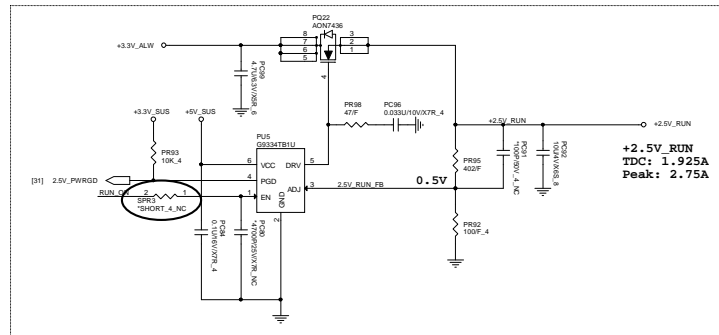 PQ22
AON7436
+3.3V_ALW
8
7
6
5
3
2
1
4
PC99
4.7U/6.3V/X5R_6
PR98
47/F
PC96
0.033U/10V/X7R_4
+3.3V_SUS
+5V_SUS
+2.5V_RUN
+2.5V_RUN
PR93
10K_4
PU5
G9334TB1U
6
VCC
DRV
5
[31]
2.5V_PWRGD
4
PGD
ADJ
3
2.5V_RUN_FB
0.5V
RUN_ON
2
1
1
EN
GND
2
SPR3
*SHORT_4_NC
PC84
0.1U/16V/X7R_4
PC80
*4700P/25V/X7R_NC
PR95
402/F
PC91
*100P/50V_4_NC
PC92
10U/4V/X6S_8
PR92
100/F_4
+2.5V_RUN
TDC: 1.925A
Peak: 2.75A